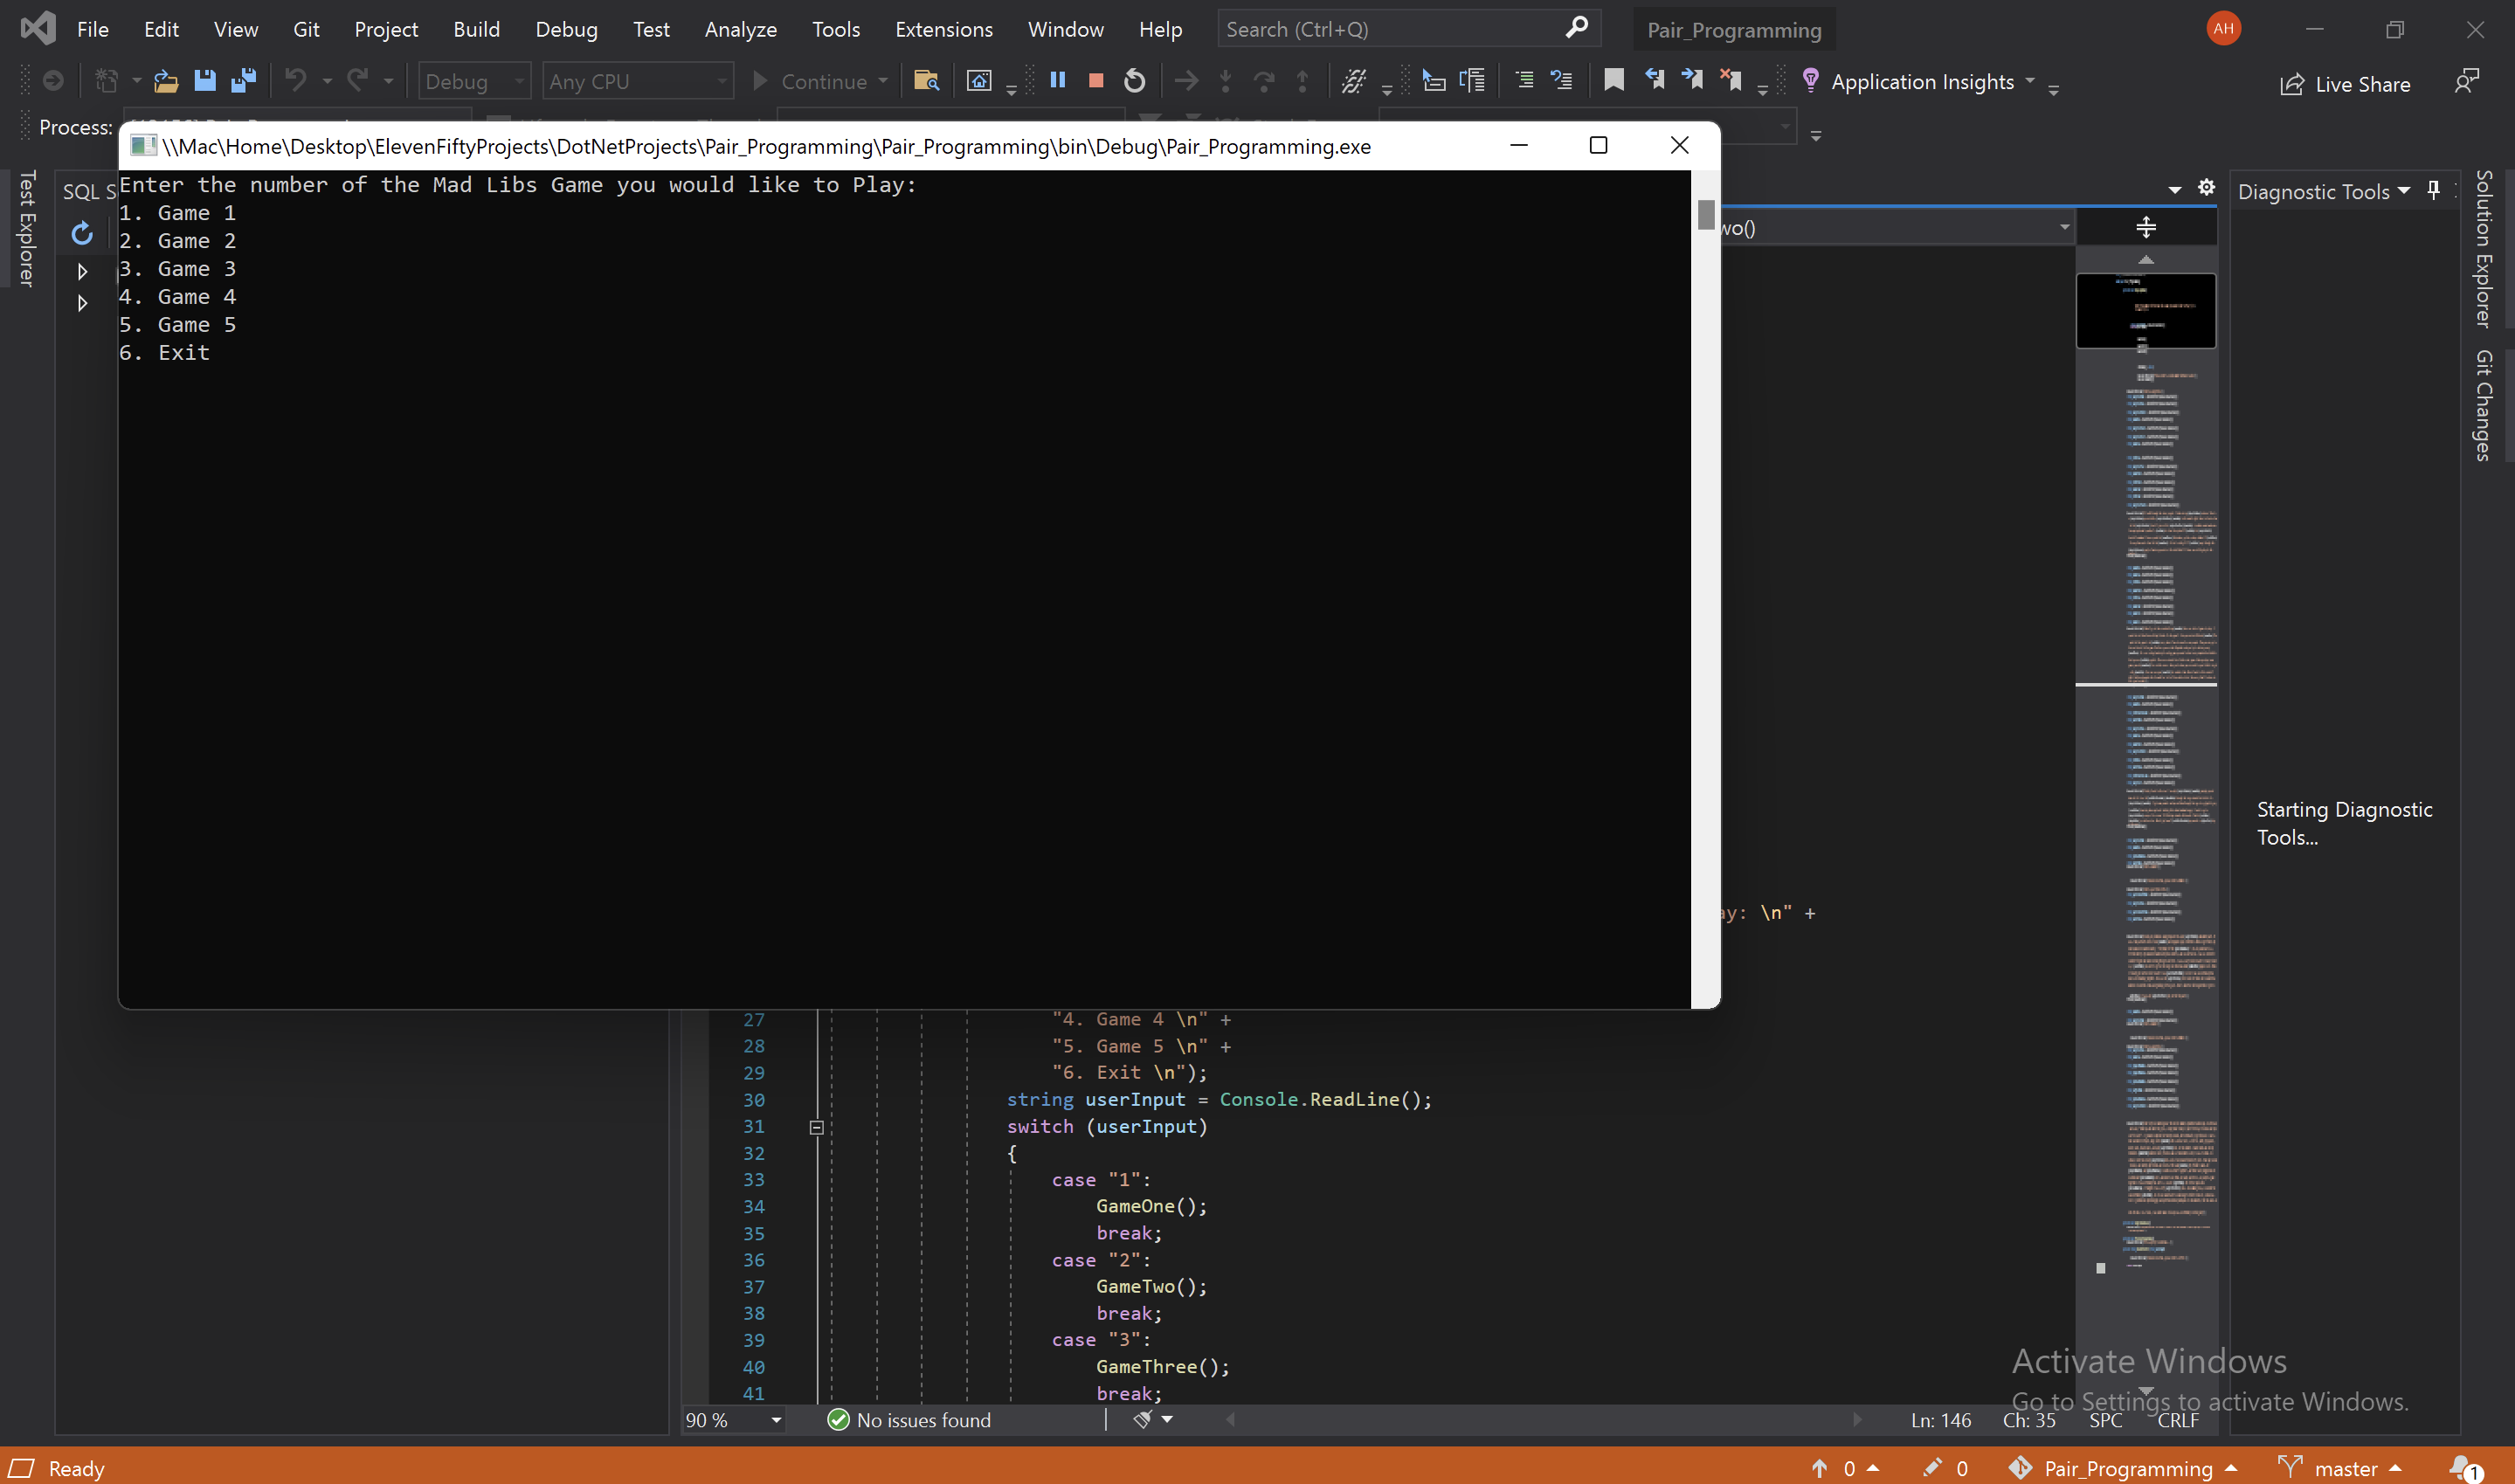 File Edit View Git Project Build Debug Test Analyze Tools Extensions Window Help Search (Ctrl+Q) Pair_Programming AH
Debug Any CPU Continue Application Insights Live Share
Process:
\\Mac\Home\Desktop\ElevenFiftyProjects\DotNetProjects\Pair_Programming\Pair_Programming\bin\Debug\Pair_Programming.exe
Test Explorer
SQL S
Enter the number of the Mad Libs Game you would like to Play:
1. Game 1
2. Game 2
3. Game 3
4. Game 4
5. Game 5
6. Exit
wo()
Diagnostic Tools
Solution Explorer
Git Changes
Starting Diagnostic
Tools...
ay: \n" +
27 "4. Game 4 \n" +
28 "5. Game 5 \n" +
29 "6. Exit \n");
30 string userInput = Console.ReadLine();
31 switch (userInput)
32 {
33 case "1":
34 GameOne();
35 break;
36 case "2":
37 GameTwo();
38 break;
39 case "3":
40 GameThree();
41 break;
Activate Windows
Go to Settings to activate Windows.
90 % No issues found Ln: 146 Ch: 35 SPC CRLF
Ready 0 0 Pair_Programming master 1